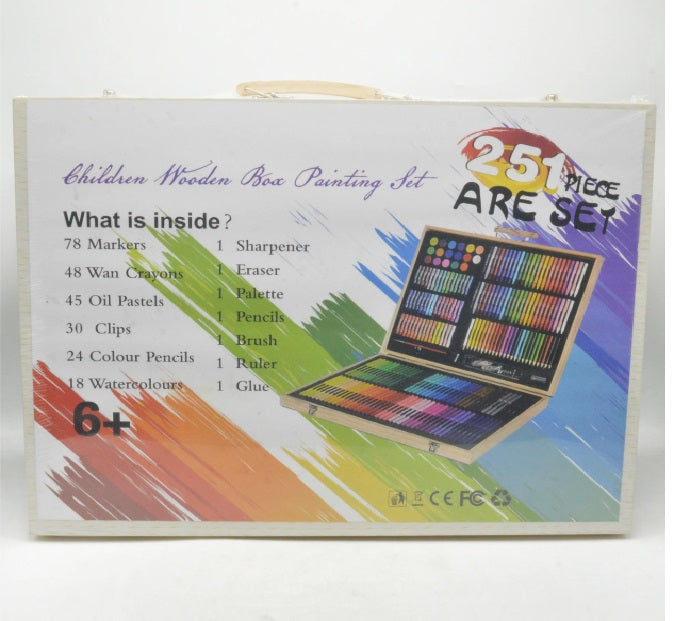 Children Wooden Box Painting Set
251 PIECE
ARE SET
What is inside?
78 Markers
48 Wan Crayons
45 Oil Pastels
30 Clips
24 Colour Pencils
18 Watercolours
1 Sharpener
1 Eraser
1 Palette
1 Pencils
1 Brush
1 Ruler
1 Glue
6+
CE FC